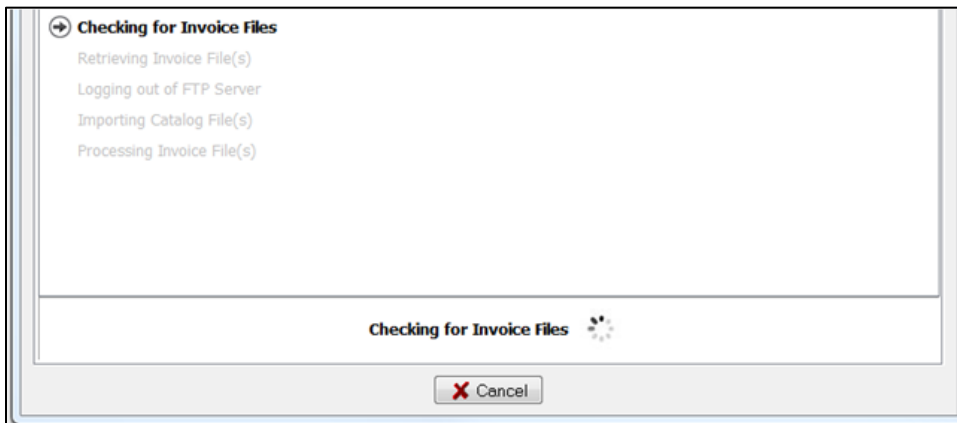 Checking for Invoice Files
Retrieving Invoice File(s)
Logging out of FTP Server
Importing Catalog File(s)
Processing Invoice File(s)
Checking for Invoice Files
Cancel